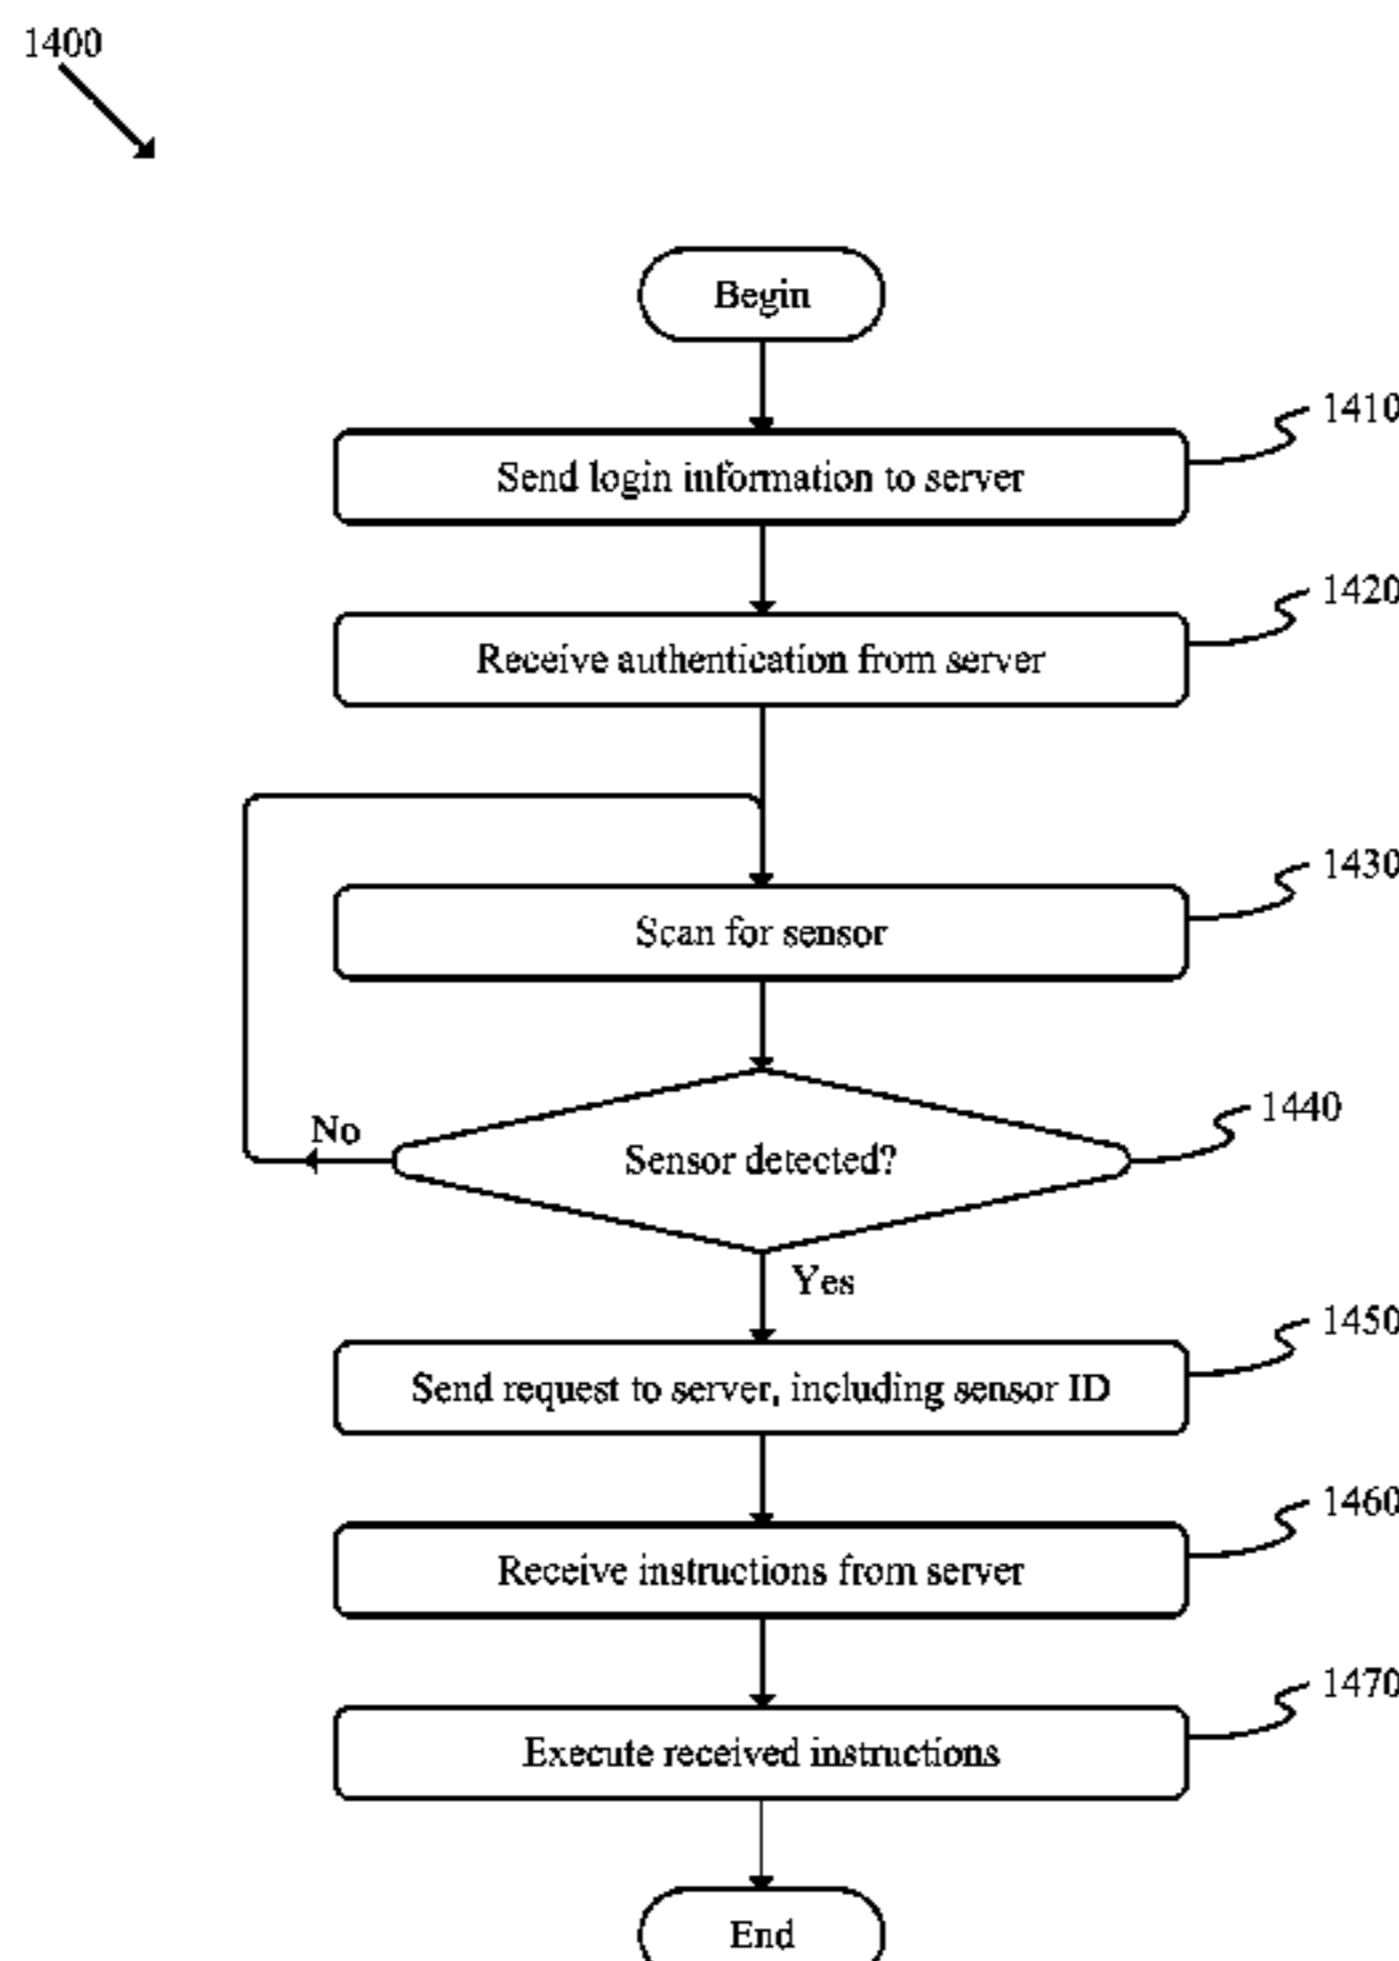 1400
Begin
1410
Send login information to server
1420
Receive authentication from server
1430
Scan for sensor
1440
No
Sensor detected?
Yes
1450
Send request to server, including sensor ID
1460
Receive instructions from server
1470
Execute received instructions
End